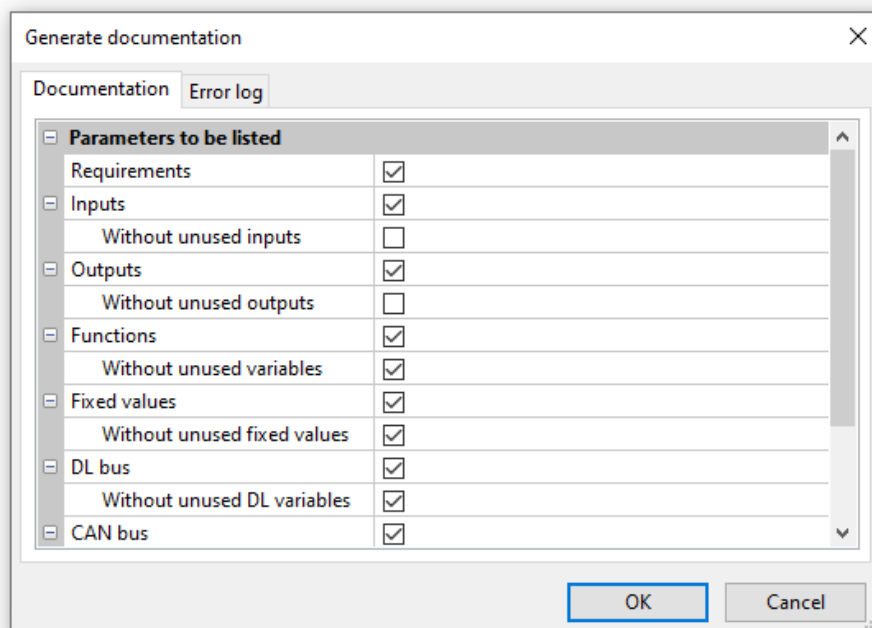 Generate documentation
Documentation
Error log
Parameters to be listed
Requirements
Inputs
Without unused inputs
Outputs
Without unused outputs
Functions
Without unused variables
Fixed values
Without unused fixed values
DL bus
Without unused DL variables
CAN bus
OK
Cancel